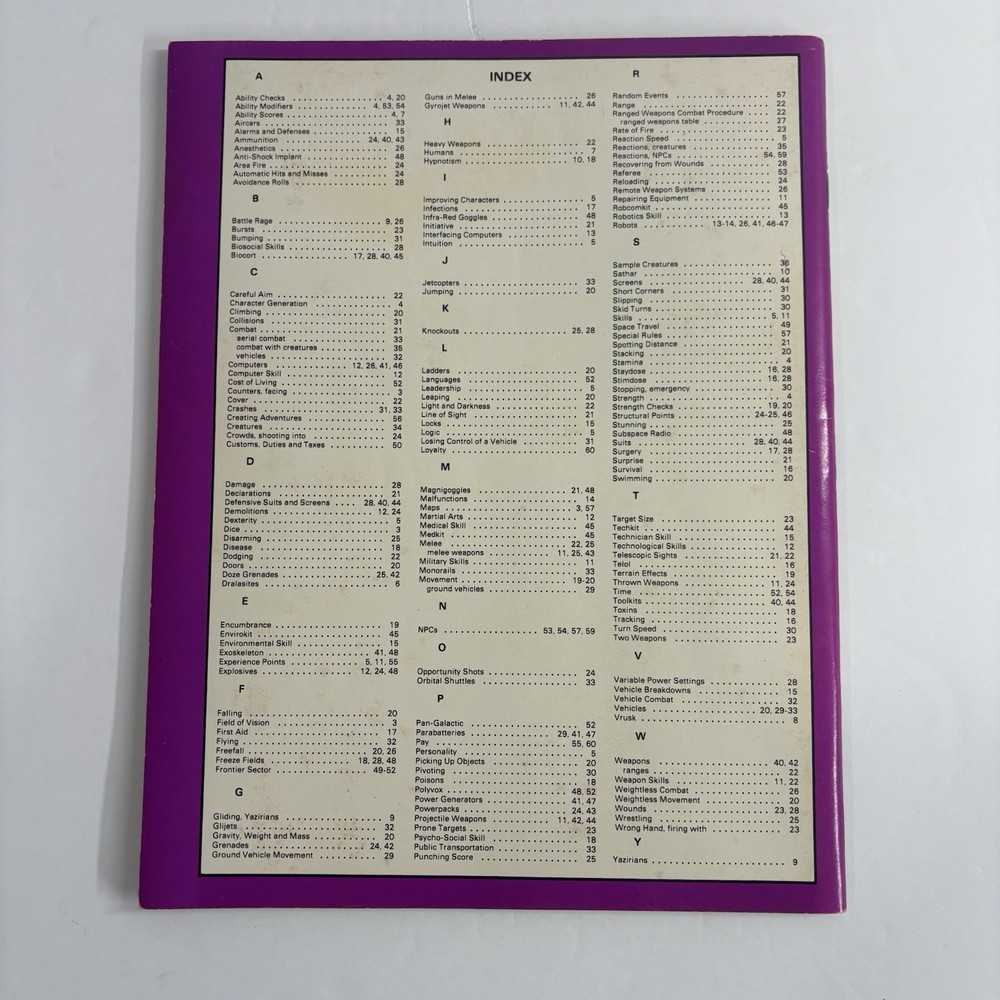 INDEX
A
Ability Checks 4, 20
Ability Modifiers 4, 53, 54
Ability Scores 4, 7
Aircars 33
Alarms and Defenses 15
Ammunition 24, 40, 43
Anesthetics 26
Anti-Shock Implant 48
Area Fire 24
Automatic Hits and Misses 24
Avoidance Rolls 28
B
Battle Rage 9, 26
Bursts 23
Bumping 31
Biosocial Skills 28
Biocort 17, 28, 40, 45
C
Careful Aim 22
Character Generation 4
Climbing 20
Collisions 31
Combat 21
aerial combat 33
combat with creatures 35
vehicles 32
Computers 12, 26, 41, 46
Computer Skill 12
Cost of Living 52
Counters, facing 3
Cover 22
Crashes 31, 33
Creating Adventures 56
Creatures 34
Crowds, shooting into 24
Customs, Duties and Taxes 50
D
Damage 28
Declarations 21
Defensive Suits and Screens 28, 40, 44
Demolitions 12, 24
Dexterity 5
Dice 3
Disarming 25
Disease 18
Dodging 22
Doors 20
Doze Grenades 25, 42
Dralasites 6
E
Encumbrance 19
Envirokit 45
Environmental Skill 15
Exoskeleton 41, 48
Experience Points 5, 11, 55
Explosives 12, 24, 48
F
Falling 20
Field of Vision 3
First Aid 17
Flying 32
Freefall 20, 26
Freeze Fields 18, 28, 48
Frontier Sector 49-52
G
Gliding, Yazirians 9
Glijets 32
Gravity, Weight and Mass 20
Grenades 24, 42
Ground Vehicle Movement 29
Guns in Melee 26
Gyrojet Weapons 11, 42, 44
H
Heavy Weapons 22
Humans 7
Hypnotism 10, 18
I
Improving Characters 5
Infections 17
Infra-Red Goggles 48
Initiative 21
Interfacing Computers 13
Intuition 5
J
Jetcopters 33
Jumping 20
K
Knockouts 25, 28
L
Ladders 20
Languages 52
Leadership 5
Leaping 20
Light and Darkness 22
Line of Sight 21
Locks 15
Logic 5
Losing Control of a Vehicle 31
Loyalty 60
M
Magnigoggles 21, 48
Malfunctions 14
Maps 3, 57
Martial Arts 12
Medical Skill 45
Medkit 45
Melee 22, 25
melee weapons 11, 25, 43
Military Skills 11
Monorails 33
Movement 19-20
ground vehicles 29
N
NPCs 53, 54, 57, 59
O
Opportunity Shots 24
Orbital Shuttles 33
P
Pan-Galactic 52
Parabatteries 29, 41, 47
Pay 55, 60
Personality 5
Picking Up Objects 20
Pivoting 30
Poisons 18
Polyvox 48, 52
Power Generators 41, 47
Powerpacks 24, 43
Projectile Weapons 11, 42, 44
Prone Targets 23
Psycho-Social Skill 18
Public Transportation 33
Punching Score 25
R
Random Events 57
Range 22
Ranged Weapons Combat Procedure 22
ranged weapons table 27
Rate of Fire 23
Reaction Speed 5
Reactions, creatures 35
Reactions, NPCs 54, 59
Recovering from Wounds 28
Referee 53
Reloading 24
Remote Weapon Systems 26
Repairing Equipment 11
Robcomkit 45
Robotics Skill 13
Robots 13-14, 26, 41, 46-47
S
Sample Creatures 36
Sathar 10
Screens 28, 40, 44
Short Corners 31
Slipping 30
Skid Turns 30
Skills 5, 11
Space Travel 49
Special Rules 57
Spotting Distance 21
Stacking 20
Stamina 4
Staydose 16, 28
Stimdose 16, 28
Stopping, emergency 30
Strength 4
Strength Checks 19, 20
Structural Points 24-25, 46
Stunning 25
Subspace Radio 48
Suits 28, 40, 44
Surgery 17, 28
Surprise 21
Survival 16
Swimming 20
T
Target Size 23
Techkit 44
Technician Skill 15
Technological Skills 12
Telescopic Sights 21, 22
Telol 16
Terrain Effects 19
Thrown Weapons 11, 24
Time 52, 54
Toolkits 40, 44
Toxins 18
Tracking 16
Turn Speed 30
Two Weapons 23
V
Variable Power Settings 28
Vehicle Breakdowns 15
Vehicle Combat 32
Vehicles 20, 29-33
Vrusk 8
W
Weapons 40, 42
ranges 22
Weapon Skills 11, 22
Weightless Combat 26
Weightless Movement 20
Wounds 23, 28
Wrestling 25
Wrong Hand, firing with 23
Y
Yazirians 9